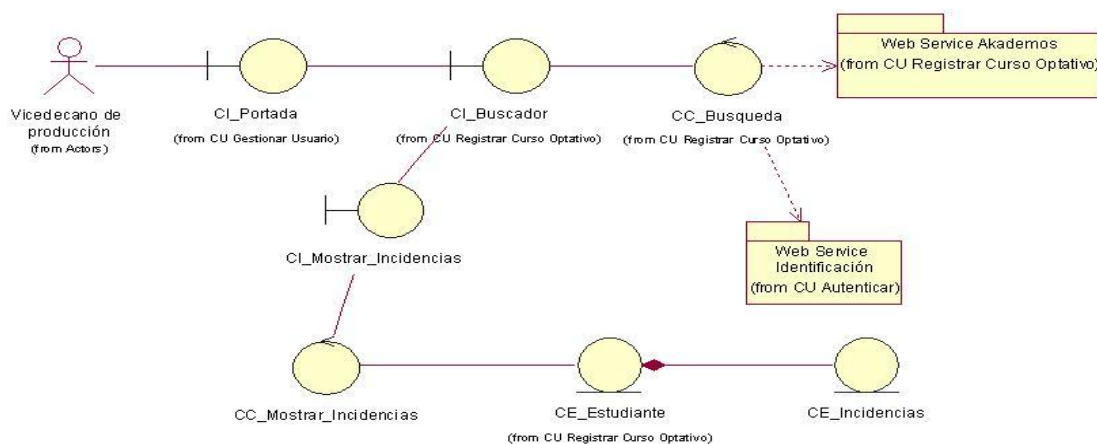 Web Service Akademos
(from CU Registrar Curso Optativo)
Vicedecano de
producción
(from Actors)
CI_Portada
(from CU Gestionar Usuario)
CI_Buscador
(from CU Registrar Curso Optativo)
CC_Busqueda
(from CU Registrar Curso Optativo)
CI_Mostrar_Incidencias
Web Service
Identificación
(from CU Autenticar)
CC_Mostrar_Incidencias
CE_Estudiante
(from CU Registrar Curso Optativo)
CE_Incidencias